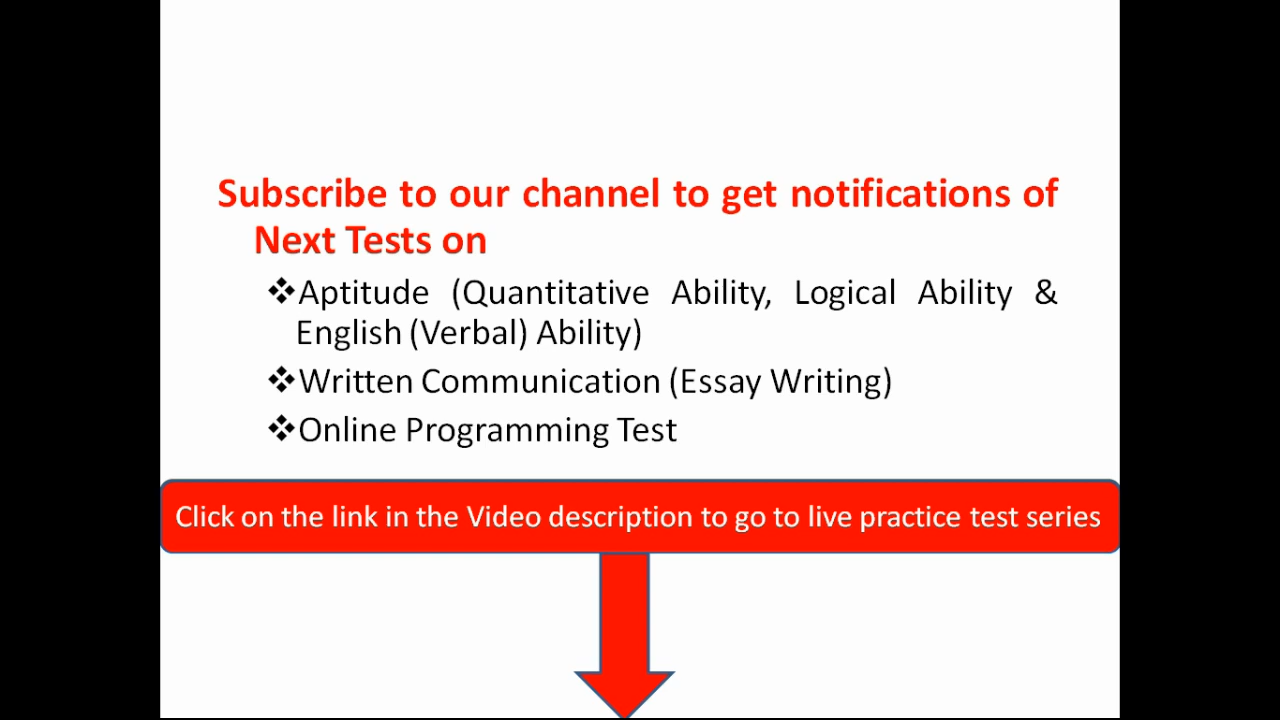 Subscribe to our channel to get notifications of
Next Tests on
❖Aptitude (Quantitative Ability, Logical Ability &
English (Verbal) Ability)
❖Written Communication (Essay Writing)
❖Online Programming Test
Click on the link in the Video description to go to live practice test series